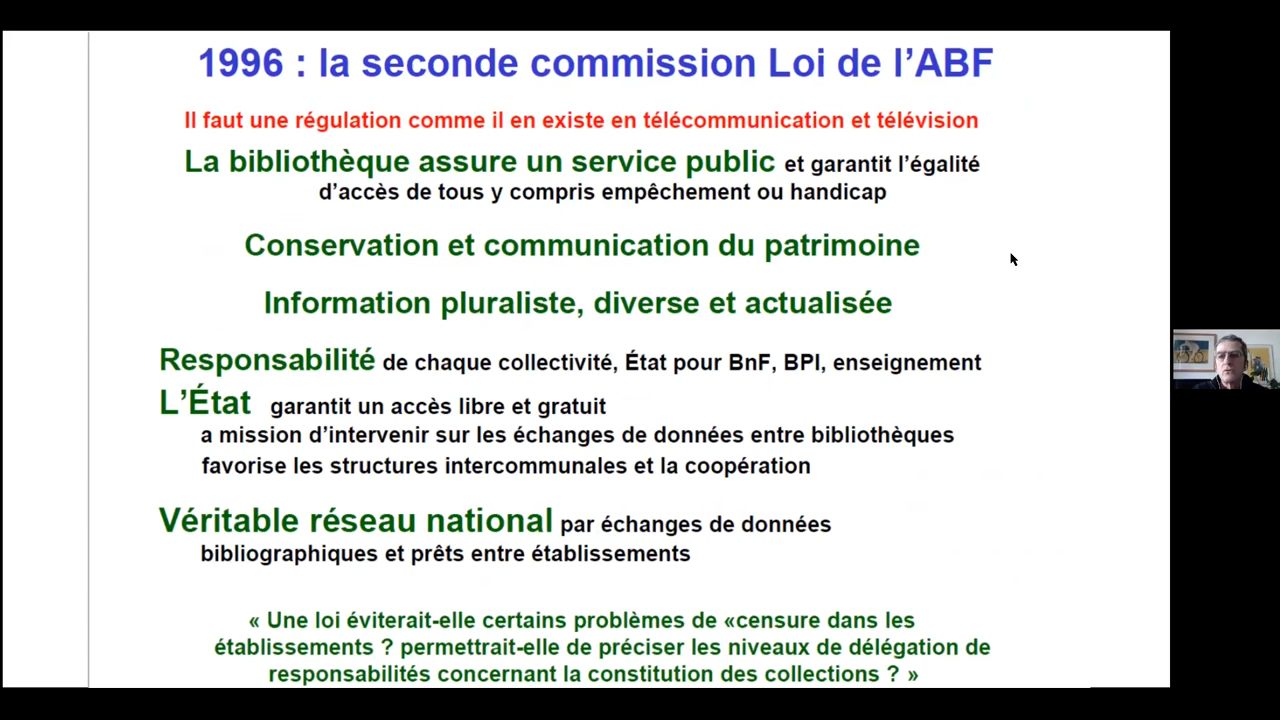 1996 : la seconde commission Loi de l’ABF
Il faut une régulation comme il en existe en télécommunication et télévision
La bibliothèque assure un service public et garantit l’égalité
d’accès de tous y compris empêchement ou handicap
Conservation et communication du patrimoine
Information pluraliste, diverse et actualisée
Responsabilité de chaque collectivité, État pour BnF, BPI, enseignement
L’État garantit un accès libre et gratuit
a mission d’intervenir sur les échanges de données entre bibliothèques
favorise les structures intercommunales et la coopération
Véritable réseau national par échanges de données
bibliographiques et prêts entre établissements
« Une loi éviterait-elle certains problèmes de «censure dans les
établissements ? permettrait-elle de préciser les niveaux de délégation de
responsabilités concernant la constitution des collections ? »